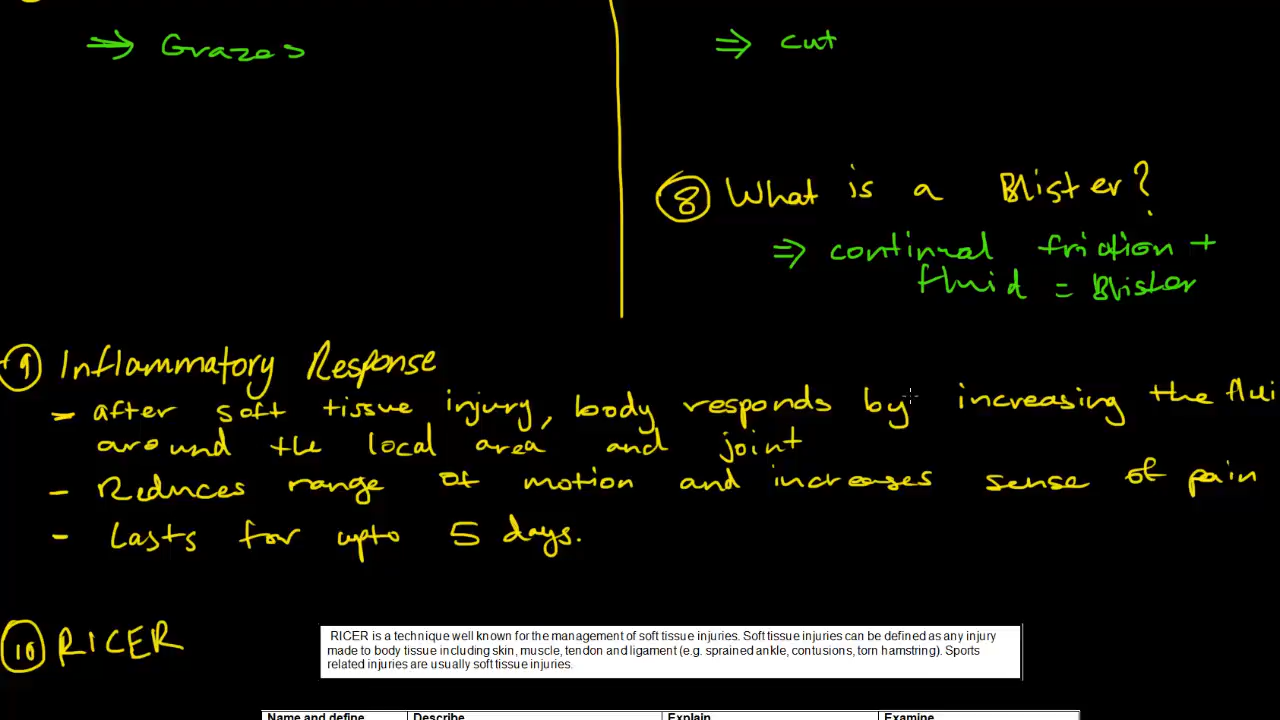 ⇒ Grazes
⇒ cut
⑧ What is a Blister?
⇒ continual friction +
fluid = Blister
⑨ Inflammatory Response
- after soft tissue injury, body responds by increasing the flui
around the local area and joint
- Reduces range of motion and increases sense of pain
- Lasts for upto 5 days.
⑩ RICER
RICER is a technique well known for the management of soft tissue injuries. Soft tissue injuries can be defined as any injury
made to body tissue including skin, muscle, tendon and ligament (e.g. sprained ankle, contusions, torn hamstring). Sports
related injuries are usually soft tissue injuries.
Name and define Describe Explain Examine